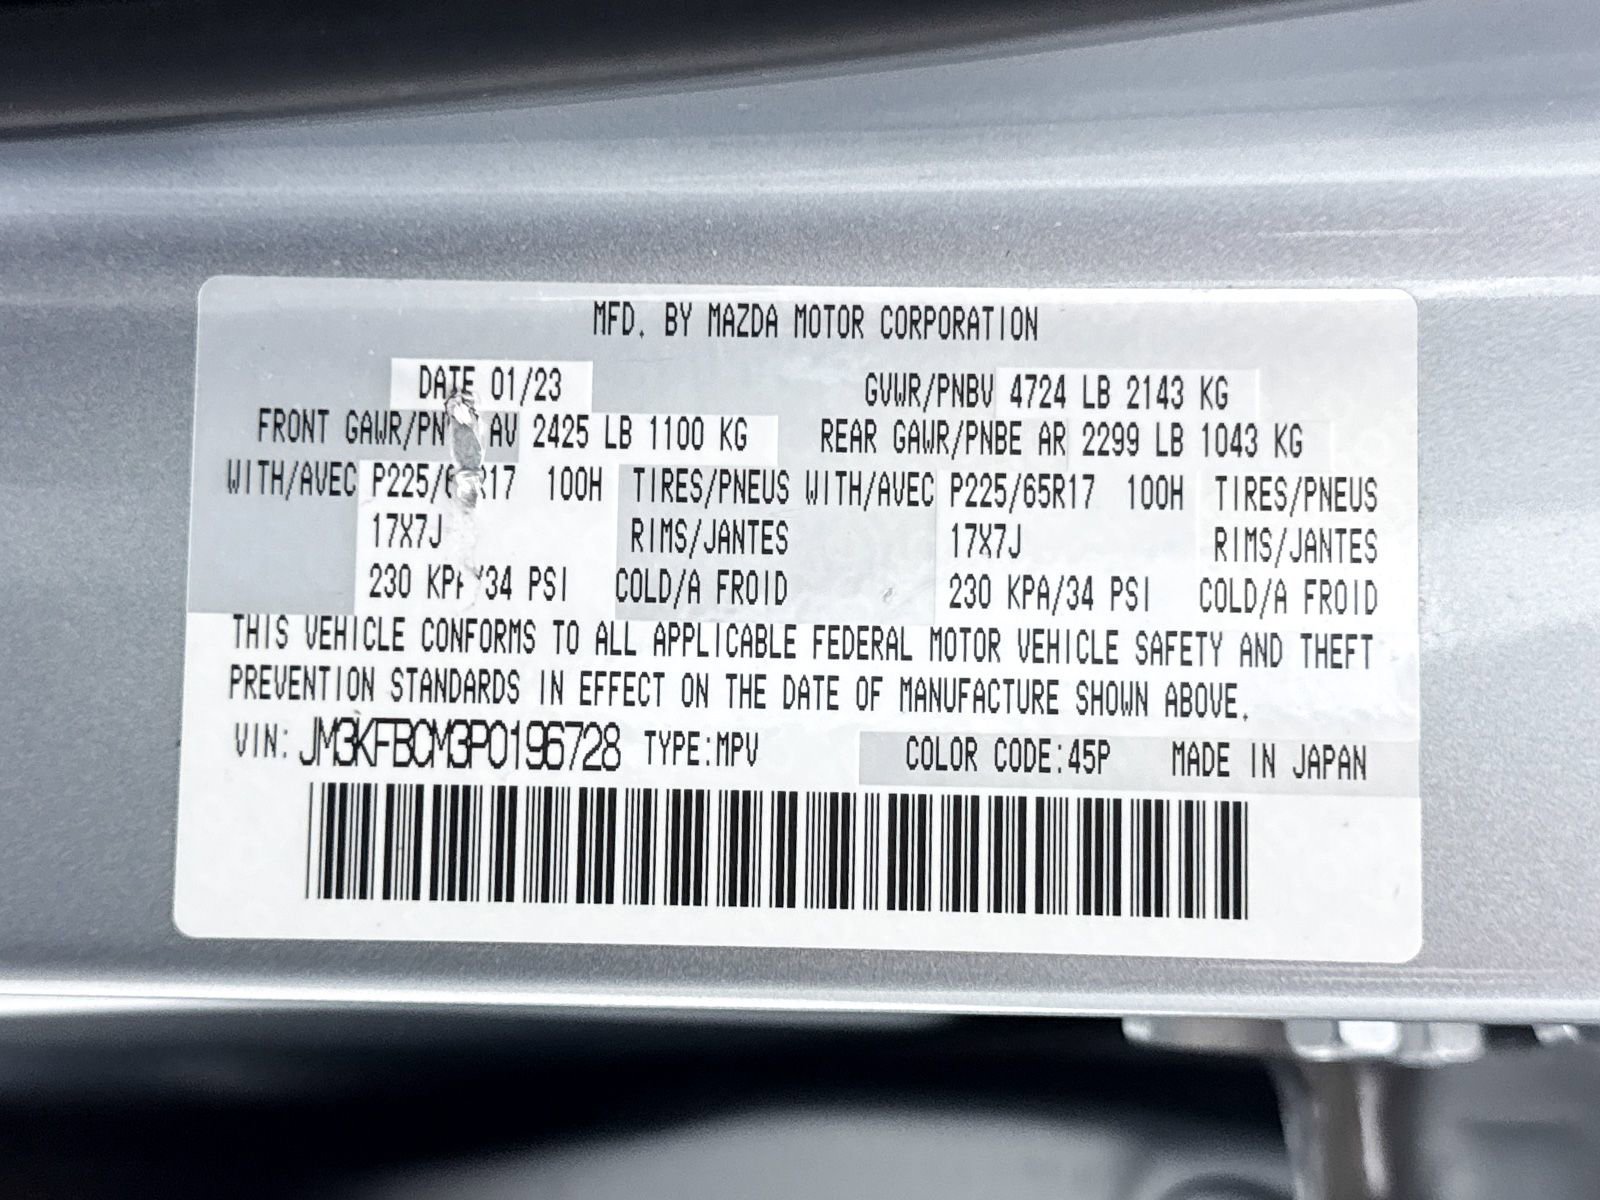 MFD. BY MAZDA MOTOR CORPORATION
DATE 01/23 GVWR/PNBV 4724 LB 2143 KG
FRONT AV 2425 LB 1100 KG REAR GAWR/PNBE AR 2299 LB 1043 KG
WITH/AVEC 100H TIRES/PNEUS WITH/AVEC P225/65R17 100H TIRES/PNEUS
17X7J RIMS/JANTES 17X7J RIMS/JANTES
230 KPA/34 PSI COLD/A FROID 230 KPA/34 PSI COLD/A FROID
THIS VEHICLE CONFORMS TO ALL APPLICABLE FEDERAL MOTOR VEHICLE SAFETY AND THEFT
PREVENTION STANDARDS IN EFFECT ON THE DATE OF MANUFACTURE SHOWN ABOVE.
VIN: JM3KFBCM3P0196728 TYPE:MPV COLOR CODE:45P MADE IN JAPAN